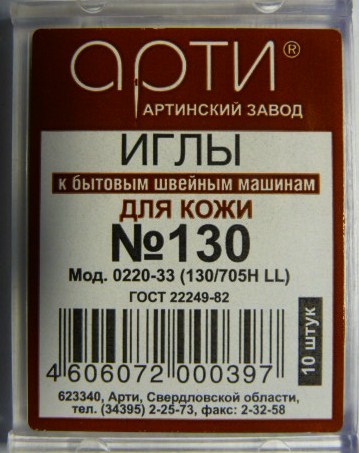 арти®
АРТИНСКИЙ ЗАВОД
ИГЛЫ
к бытовым швейным машинам
ДЛЯ КОЖИ
№130
Мод. 0220-33 (130/705H LL)
ГОСТ 22249-82
10 штук
4 606072 000397
623340, Арти, Свердловской области,
тел. (34395) 2-25-73, факс: 2-32-58